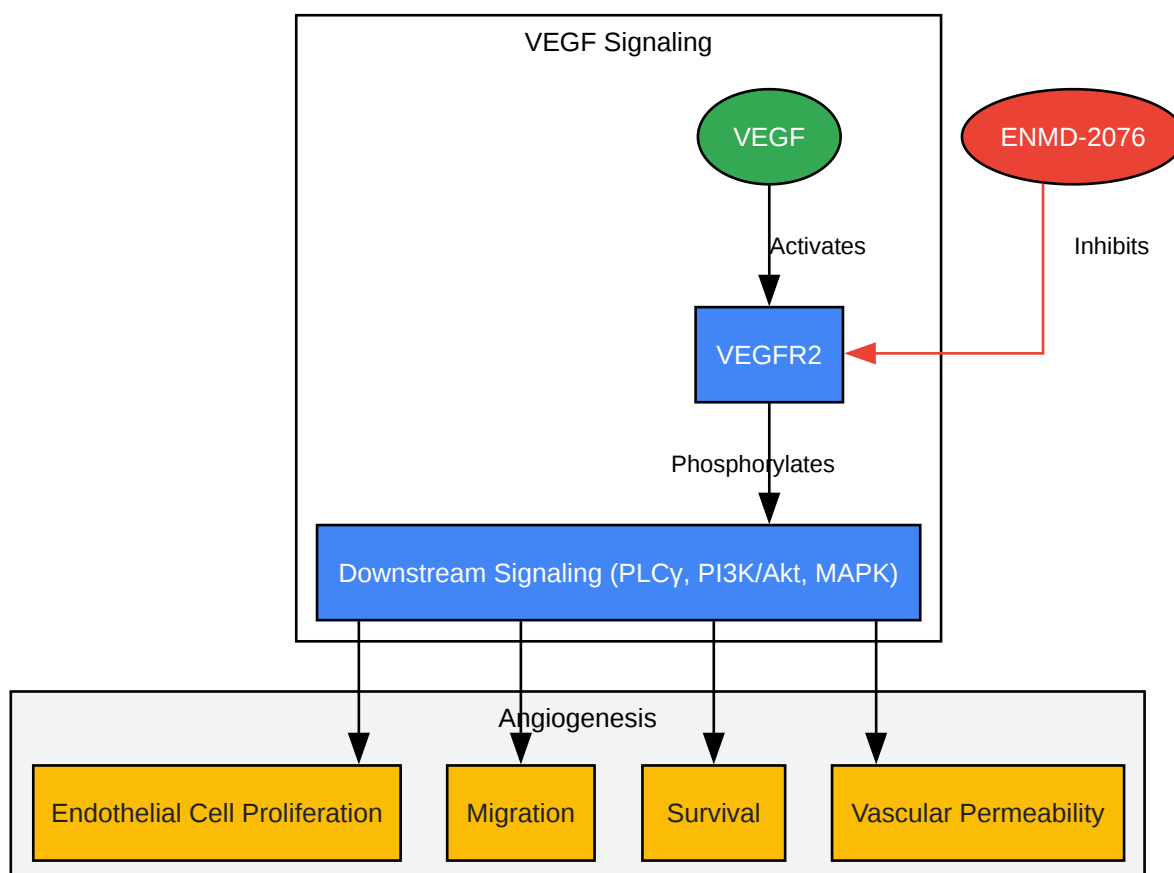 VEGF Signaling
VEGF
ENMD-2076
Activates
Inhibits
VEGFR2
Phosphorylates
Downstream Signaling (PLCγ, PI3K/Akt, MAPK)
Angiogenesis
Endothelial Cell Proliferation
Migration
Survival
Vascular Permeability